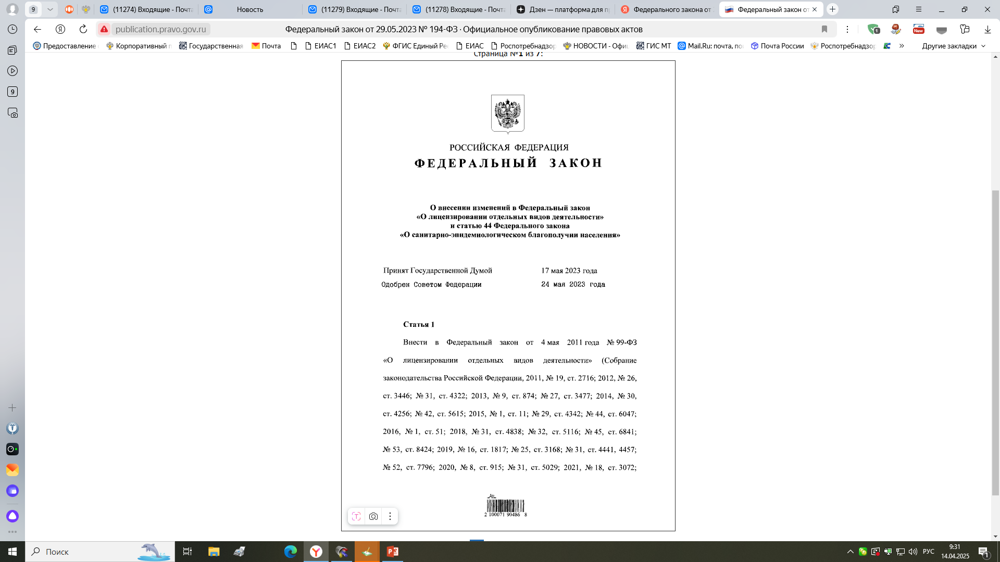 9
(11274) Входящие - Почта
Новость
(11279) Входящие - Почта
(11278) Входящие - Почта
Дзен — платформа для п
Федерального закона от
Федеральный закон от
publication.pravo.gov.ru
Федеральный закон от 29.05.2023 № 194-ФЗ · Официальное опубликование правовых актов
1
New
Предоставление
Корпоративный п
Государственная
Почта
ЕИАС1
ЕИАС2
ФГИС Единый Рее
ЕИАС
Роспотребнадзор
НОВОСТИ - Офиц
ГИС МТ
Mail.Ru: почта, по
Почта России
Роспотребнадзор
»
Другие закладки
9
Страница №1 из 7:
РОССИЙСКАЯ ФЕДЕРАЦИЯ
ФЕДЕРАЛЬНЫЙ ЗАКОН
О внесении изменений в Федеральный закон
«О лицензировании отдельных видов деятельности»
и статью 44 Федерального закона
«О санитарно-эпидемиологическом благополучии населения»
Принят Государственной Думой 17 мая 2023 года
Одобрен Советом Федерации 24 мая 2023 года
Статья 1
Внести в Федеральный закон от 4 мая 2011 года № 99-ФЗ
«О лицензировании отдельных видов деятельности» (Собрание
законодательства Российской Федерации, 2011, № 19, ст. 2716; 2012, № 26,
ст. 3446; № 31, ст. 4322; 2013, № 9, ст. 874; № 27, ст. 3477; 2014, № 30,
ст. 4256; № 42, ст. 5615; 2015, № 1, ст. 11; № 29, ст. 4342; № 44, ст. 6047;
2016, № 1, ст. 51; 2018, № 31, ст. 4838; № 32, ст. 5116; № 45, ст. 6841;
№ 53, ст. 8424; 2019, № 16, ст. 1817; № 25, ст. 3168; № 31, ст. 4441, 4457;
№ 52, ст. 7796; 2020, № 8, ст. 915; № 31, ст. 5029; 2021, № 18, ст. 3072;
2 100071 90486 8
Поиск
РУС
9:31
14.04.2025
1